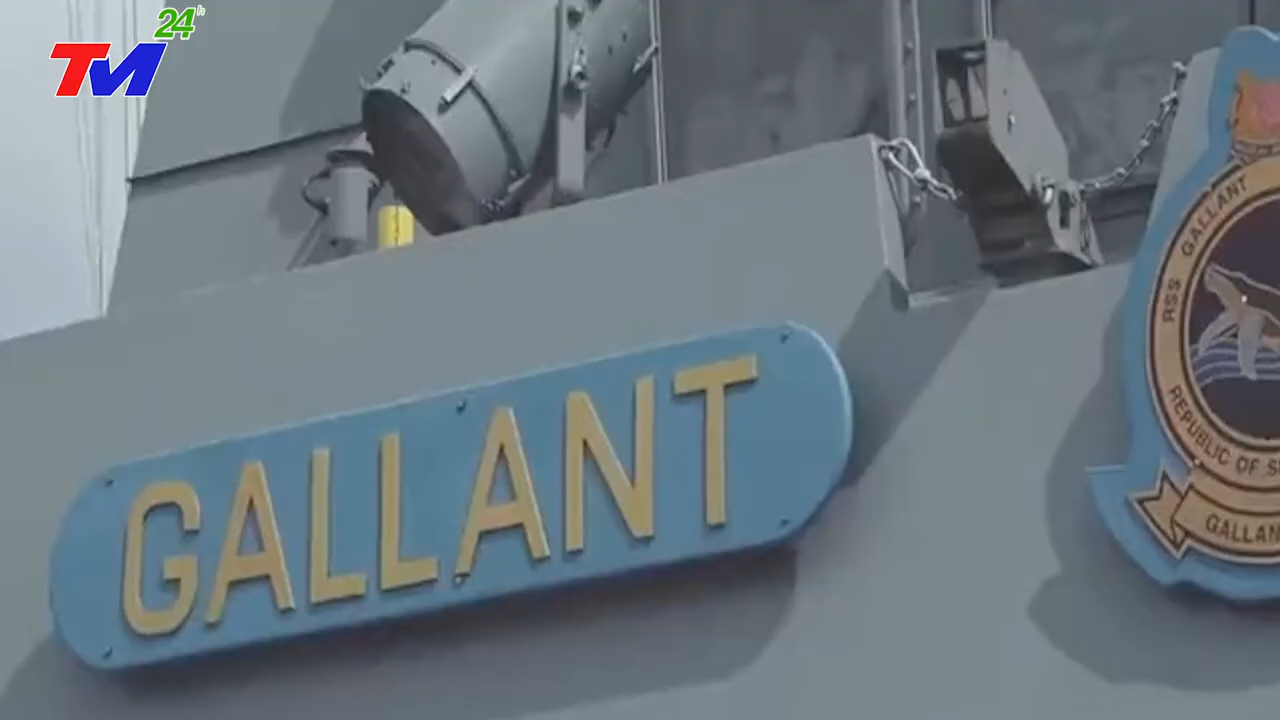 24h
TM
GALLANT
RSS GALLANT
REPUBLIC OF S
GALLAN